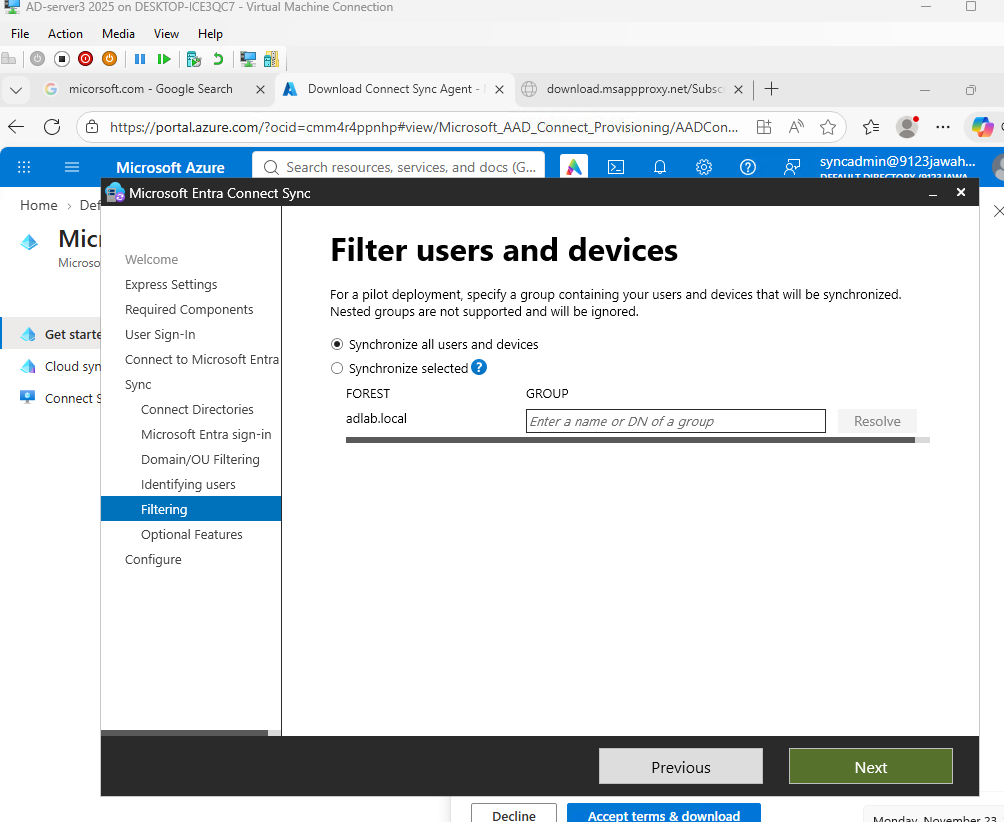 AD-server3 2025 on DESKTOP-ICE3QC7 - Virtual Machine Connection
File Action Media View Help
micorsoft.com - Google Search
Download Connect Sync Agent -
download.msappproxy.net/Subsc
https://portal.azure.com/?ocid=cmm4r4ppnhp#view/Microsoft_AAD_Connect_Provisioning/AADCon...
Microsoft Azure
Search resources, services, and docs (G...
syncadmin@9123jawah...
DEFAULT DIRECTORY (9123JAWA...
Home > Def
Microsoft Entra Connect Sync
Mic
Microso
Get starte
Cloud syn
Connect S
Welcome
Express Settings
Required Components
User Sign-In
Connect to Microsoft Entra
Sync
Connect Directories
Microsoft Entra sign-in
Domain/OU Filtering
Identifying users
Filtering
Optional Features
Configure
Filter users and devices
For a pilot deployment, specify a group containing your users and devices that will be synchronized.
Nested groups are not supported and will be ignored.
Synchronize all users and devices
Synchronize selected ?
FOREST GROUP
adlab.local Enter a name or DN of a group Resolve
Previous Next
Decline Accept terms & download
Monday, November 23